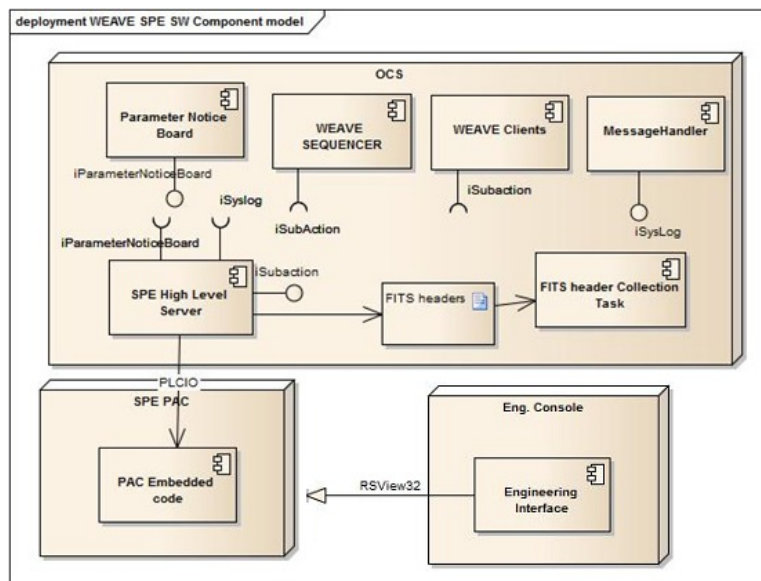 deployment WEAVE SPE SW Component model
OCS
Parameter Notice
Board
WEAVE
SEQUENCER
WEAVE Clients
MessageHandler
iParameterNoticeBoard
iSyslog
iSubAction
iSubaction
iSysLog
iParameterNoticeBoard
SPE High Level
Server
iSubaction
FITS headers
FITS header Collection
Task
PLCIO
SPE PAC
PAC Embedded
code
Eng. Console
RSView32
Engineering
Interface